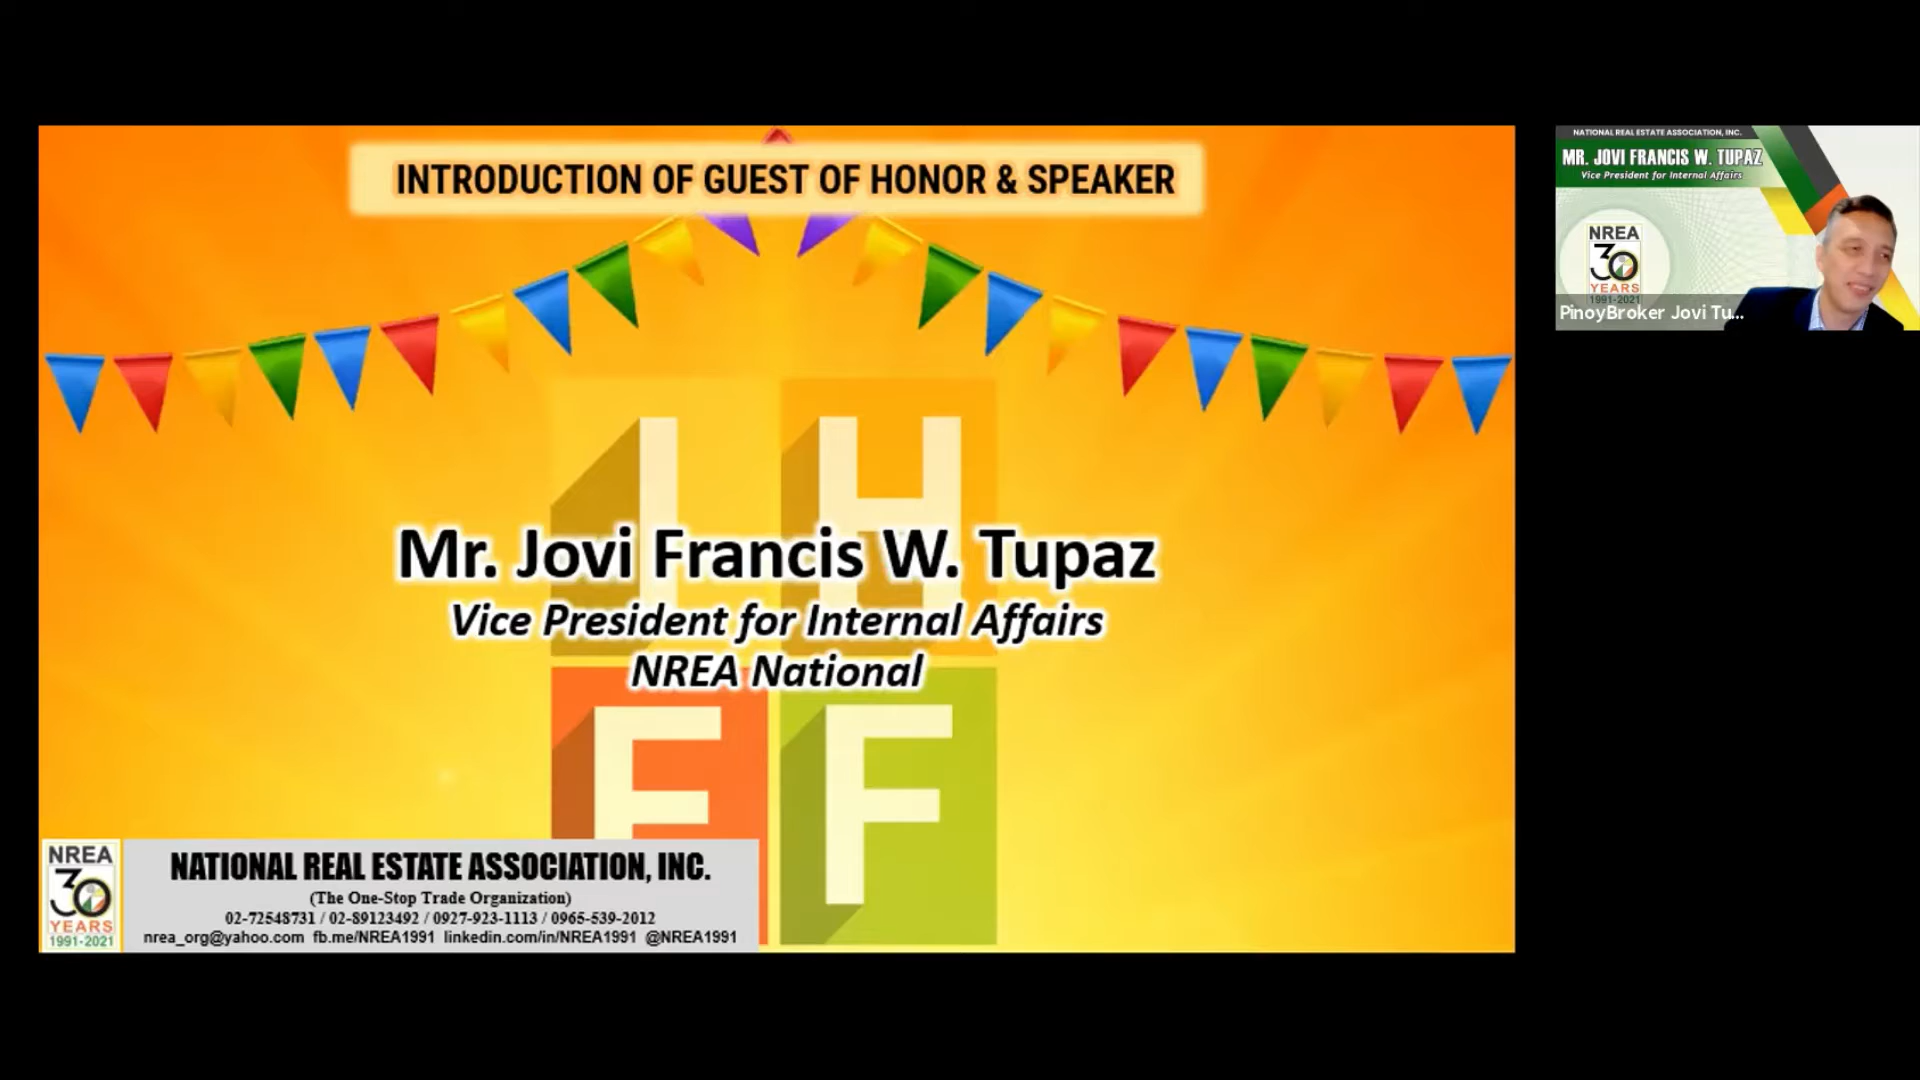 INTRODUCTION OF GUEST OF HONOR & SPEAKER
I H
Mr. Jovi Francis W. Tupaz
Vice President for Internal Affairs
NREA National
F
NREA
30
YEARS
1991-2021
NATIONAL REAL ESTATE ASSOCIATION, INC.
(The One-Stop Trade Organization)
02-72548731 / 02-89123492 / 0927-923-1113 / 0965-539-2012
nrea_org@yahoo.com fb.me/NREA1991 linkedin.com/in/NREA1991 @NREA1991
NATIONAL REAL ESTATE ASSOCIATION, INC.
MR. JOVI FRANCIS W. TUPAZ
Vice President for Internal Affairs
NREA
30
YEARS
1991-2021
PinoyBroker Jovi Tu...